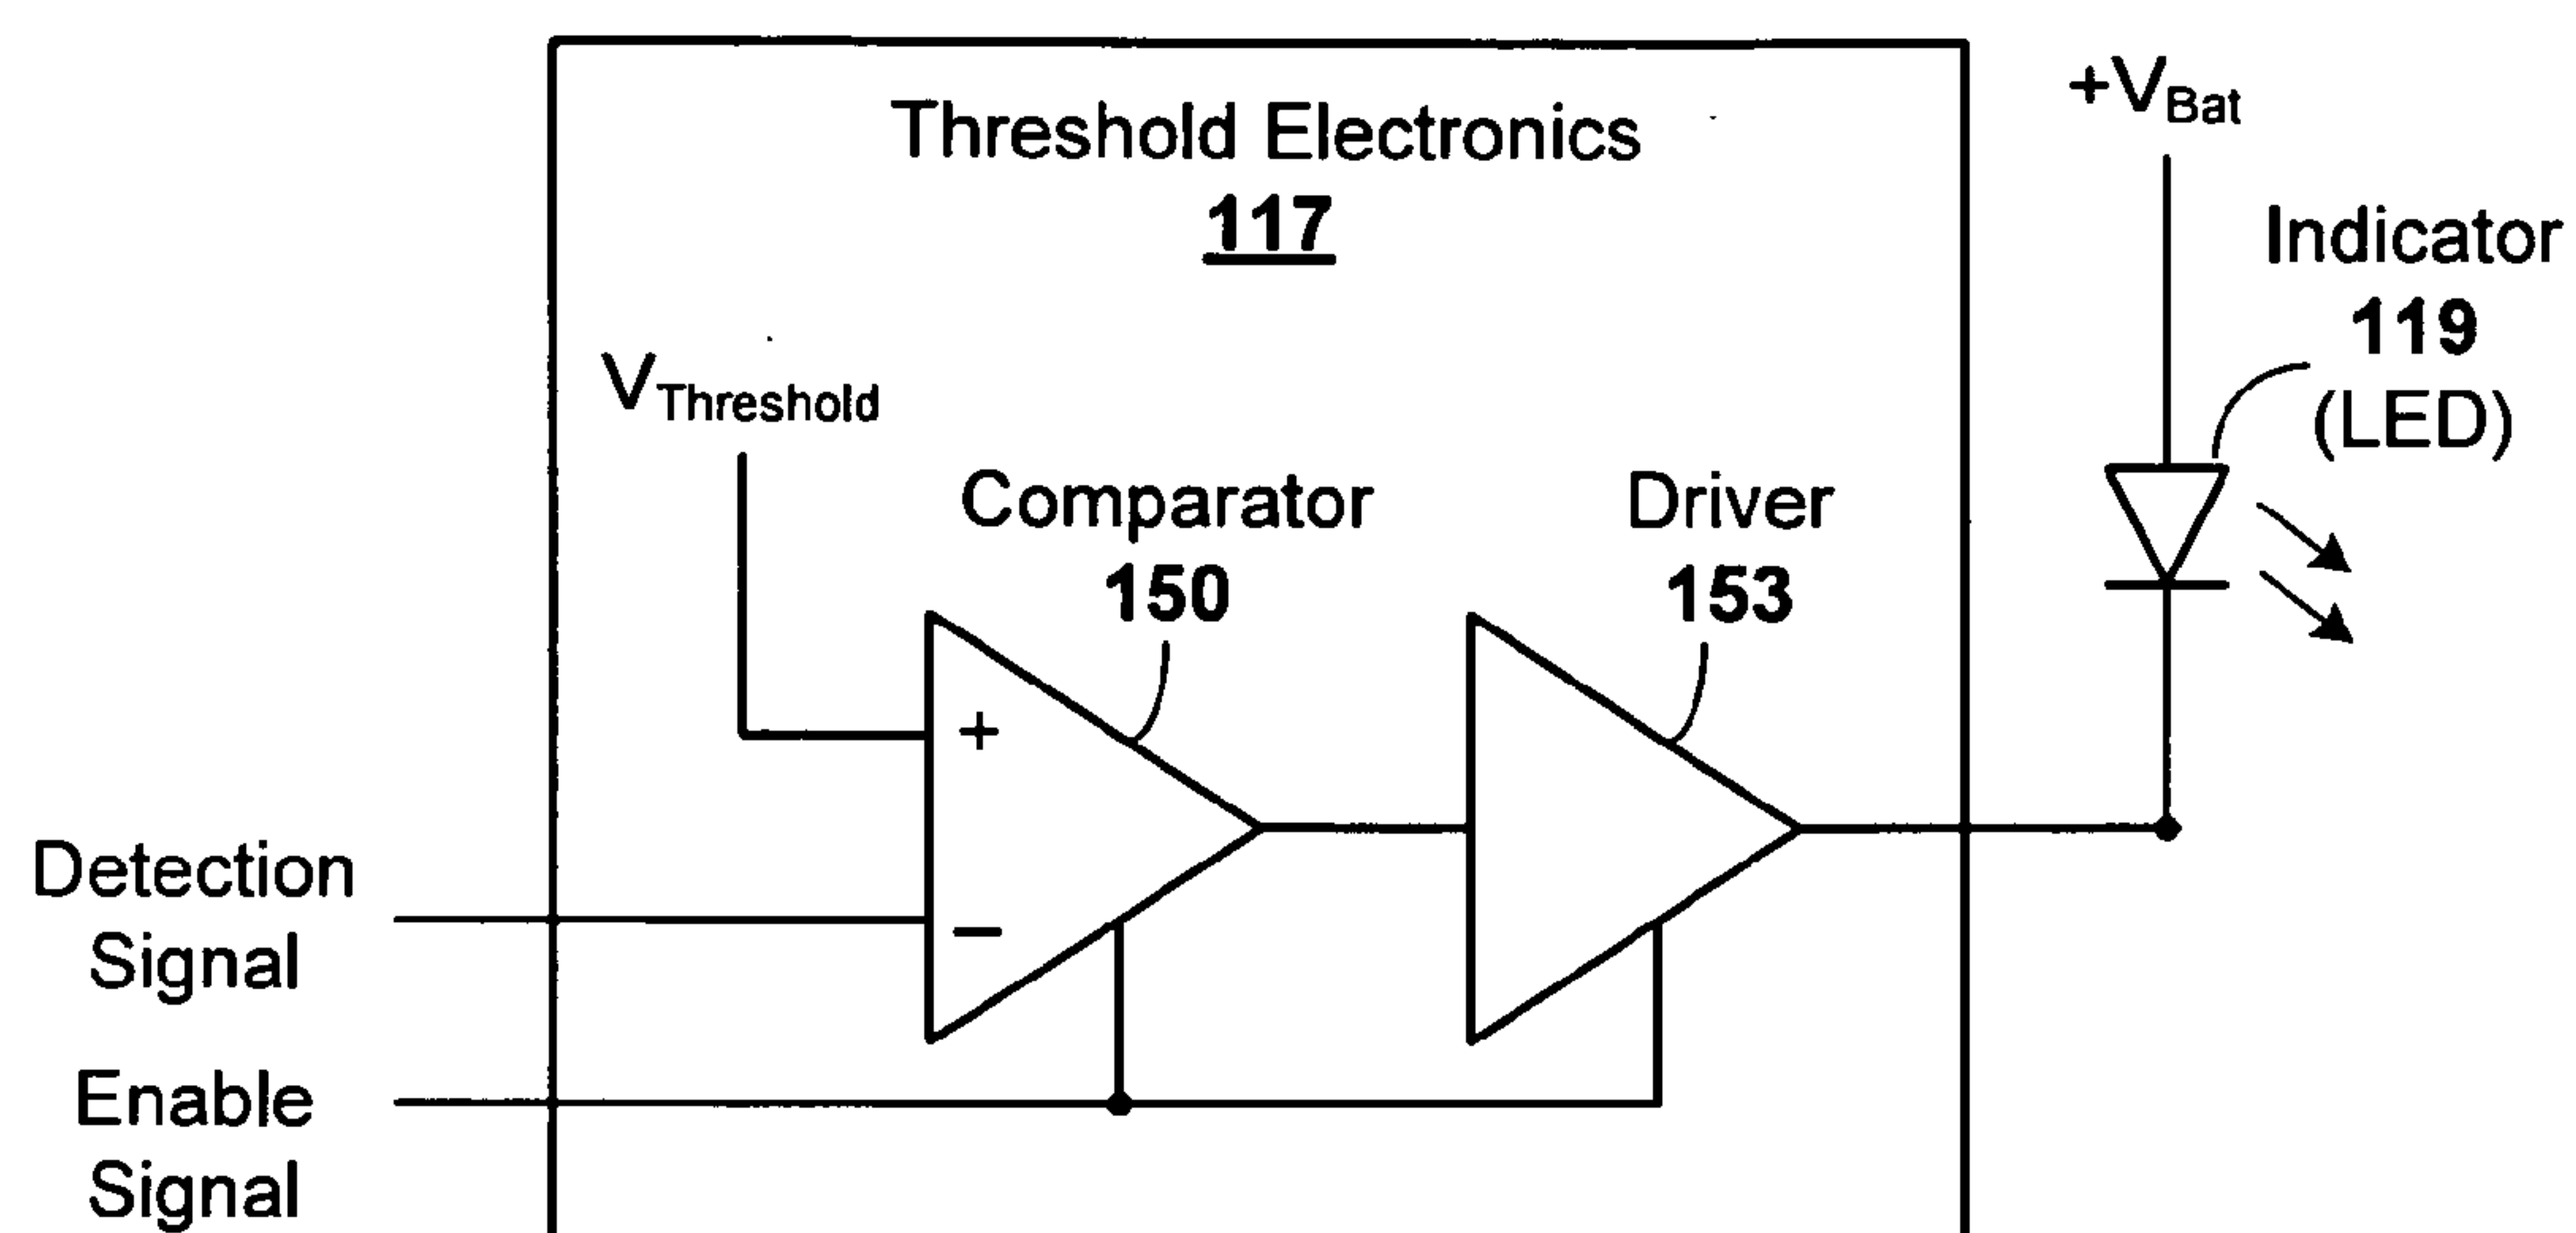 Threshold Electronics
117
+VBat
Indicator
119
(LED)
VThreshold
Comparator
150
Driver
153
+
−
Detection
Signal
Enable
Signal